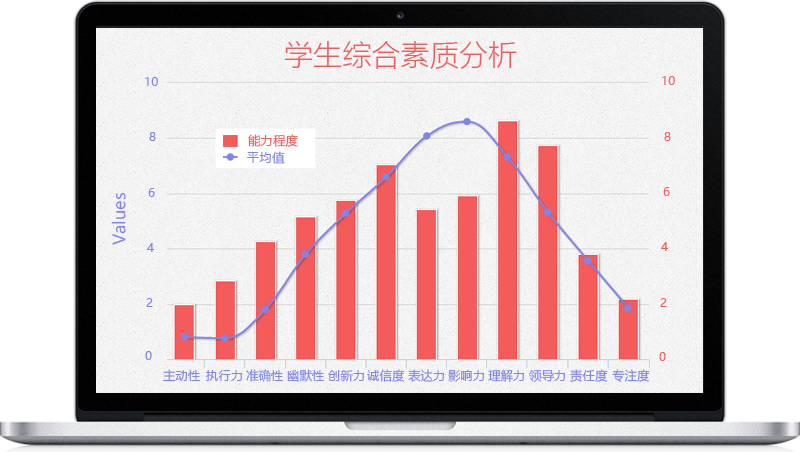 学生综合素质分析
10
8
6
4
2
0
Values
能力程度
平均值
10
8
6
4
2
0
主动性 执行力 准确性 幽默性 创新力 诚信度 表达力 影响力 理解力 领导力 责任度 专注度